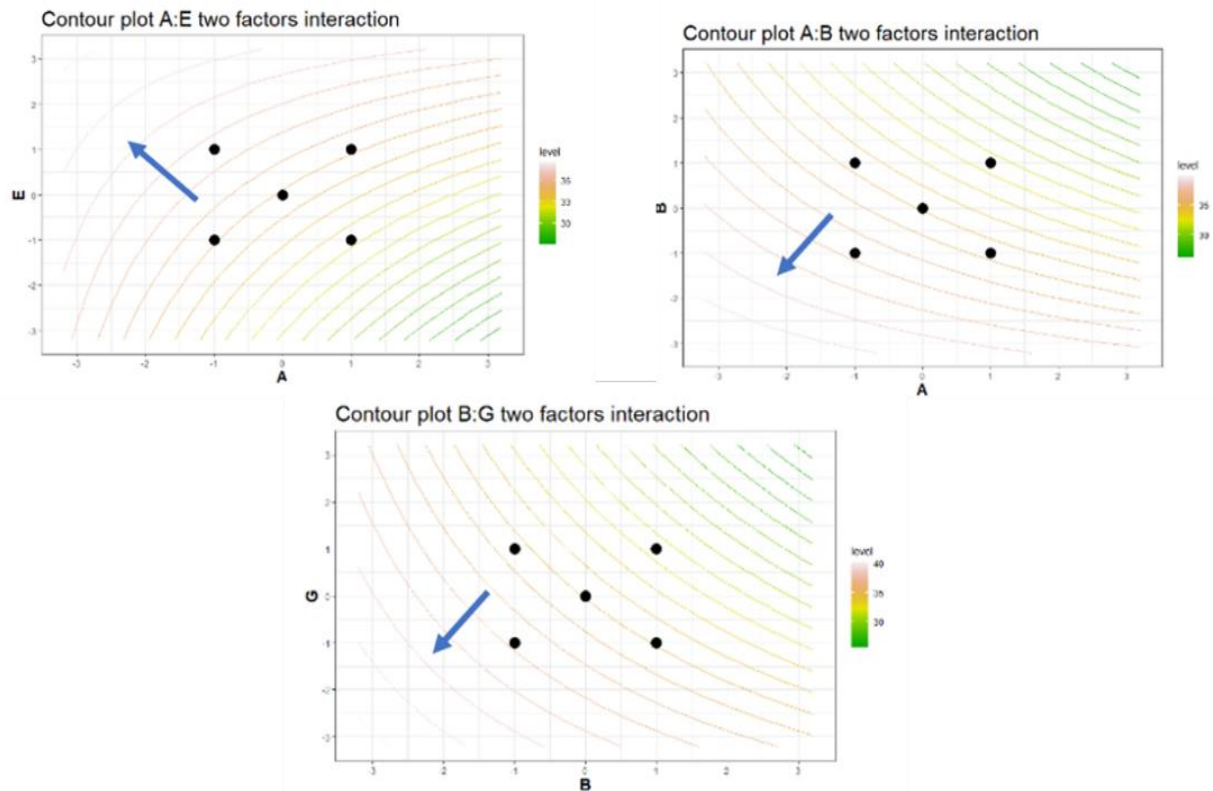 Contour plot A:E two factors interaction
3
2
1
0
-1
-2
-3
E
-3 -2 -1 0 1 2 3
A
level
35
33
30
Contour plot A:B two factors interaction
3
2
1
0
-1
-2
-3
B
-3 -2 -1 0 1 2 3
A
level
35
30
Contour plot B:G two factors interaction
3
2
1
0
-1
-2
-3
G
-3 -2 -1 0 1 2 3
B
level
40
35
30